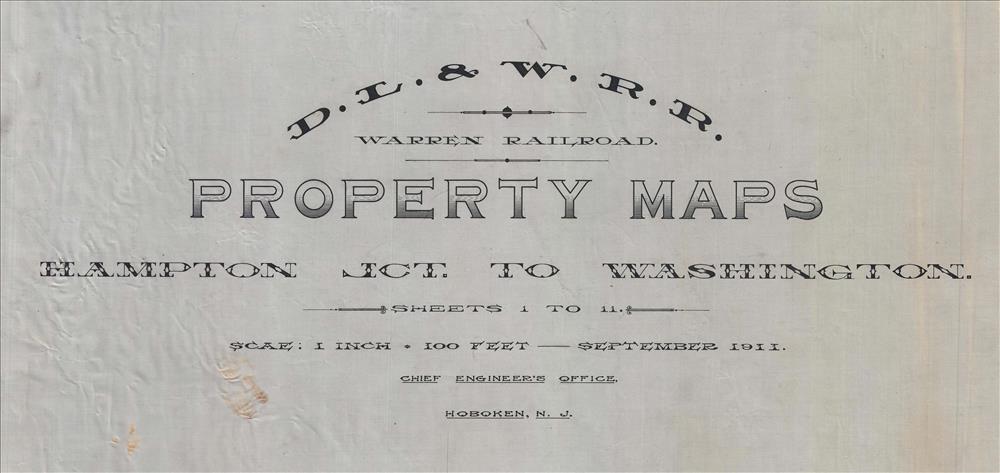 D. L. & W. R. R.
WARREN RAILROAD.
PROPERTY MAPS
HAMPTON JCT. TO WASHINGTON.
SHEETS 1 TO 11.
SCAE: 1 INCH = 100 FEET — SEPTEMBER 1911.
CHIEF ENGINEER'S OFFICE,
HOBOKEN, N. J.